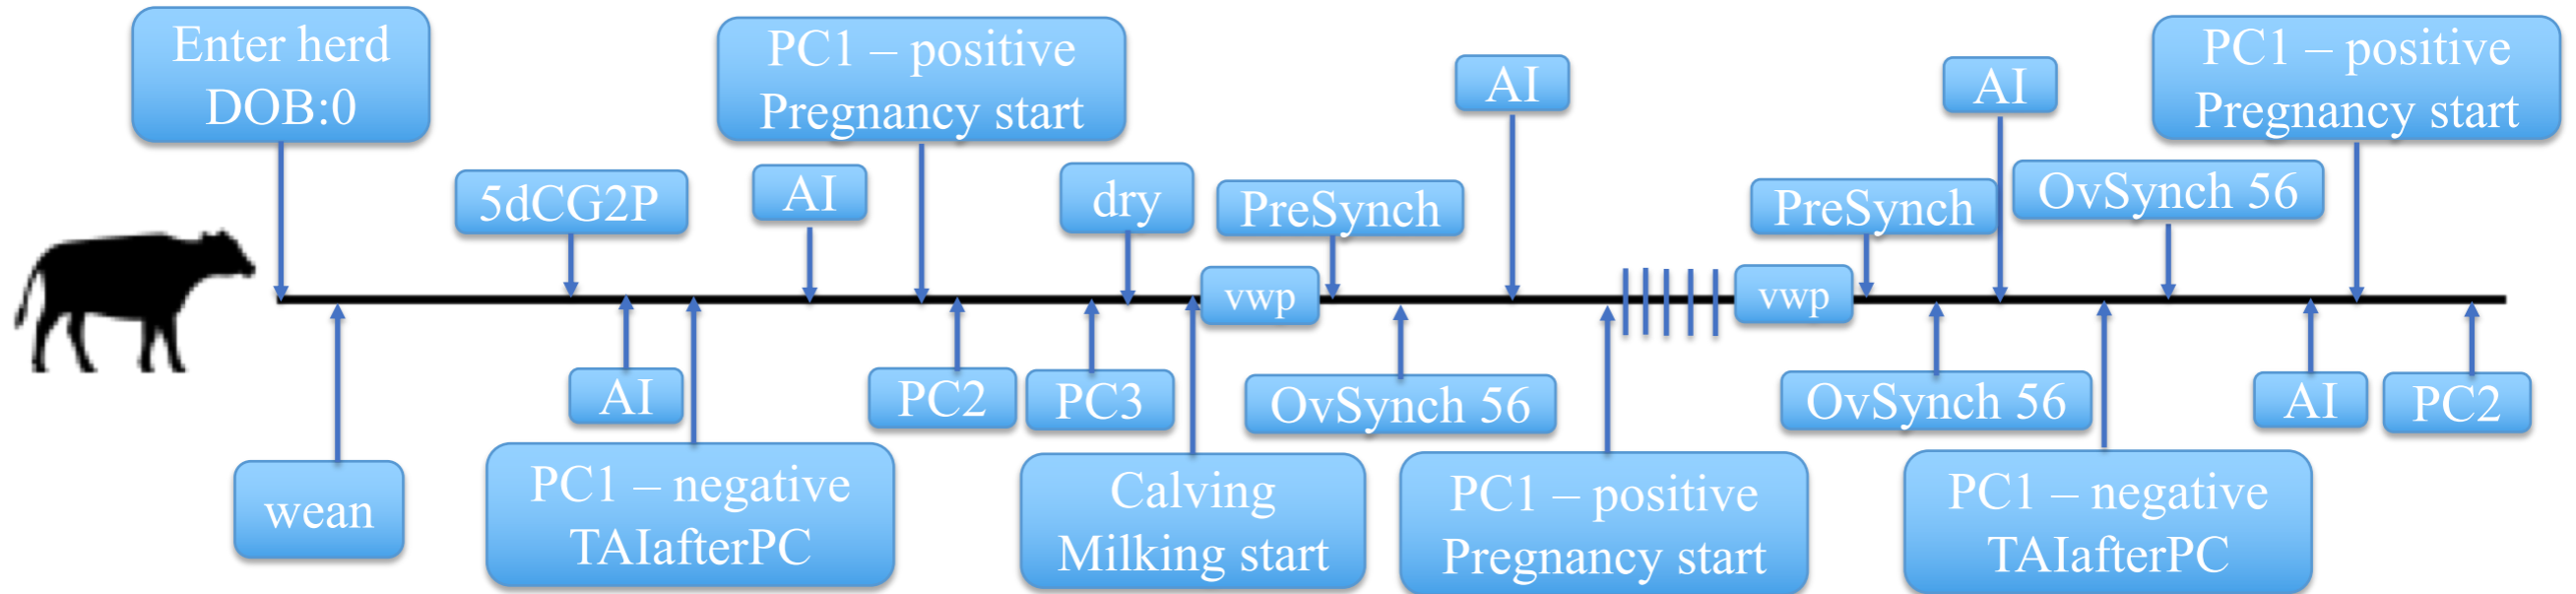 Enter herd
DOB:0
wean
5dCG2P
AI
PC1 – negative
TAIafterPC
AI
PC1 – positive
Pregnancy start
PC2
PC3
dry
Calving
Milking start
vwp
PreSynch
OvSynch 56
AI
PC1 – positive
Pregnancy start
vwp
PreSynch
OvSynch 56
AI
PC1 – negative
TAIafterPC
OvSynch 56
AI
PC1 – positive
Pregnancy start
PC2